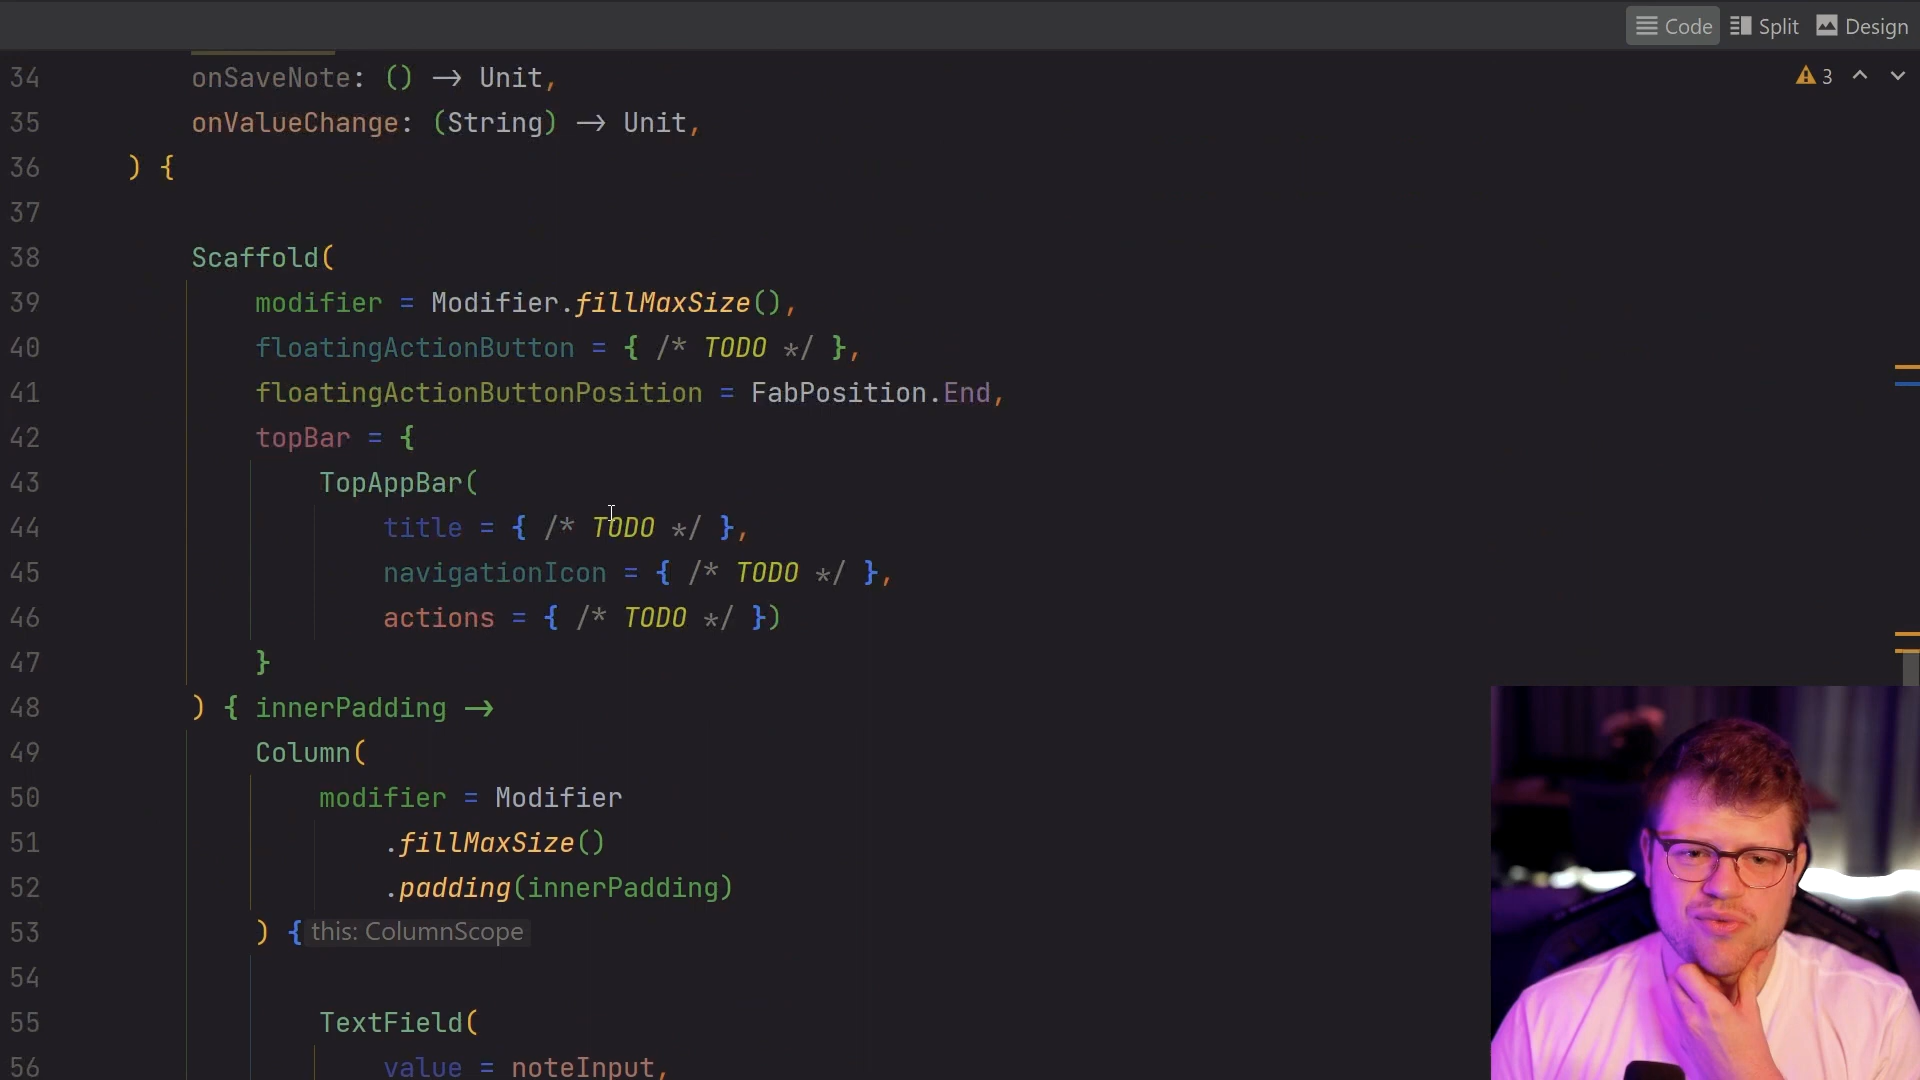 Code Split Design
34 onSaveNote: () → Unit, 3
35 onValueChange: (String) → Unit,
36 ) {
37
38 Scaffold(
39 modifier = Modifier.fillMaxSize(),
40 floatingActionButton = { /* TODO */ },
41 floatingActionButtonPosition = FabPosition.End,
42 topBar = {
43 TopAppBar(
44 title = { /* TODO */ },
45 navigationIcon = { /* TODO */ },
46 actions = { /* TODO */ })
47 }
48 ) { innerPadding →
49 Column(
50 modifier = Modifier
51 .fillMaxSize()
52 .padding(innerPadding)
53 ) { this: ColumnScope
54
55 TextField(
56 value = noteInput,